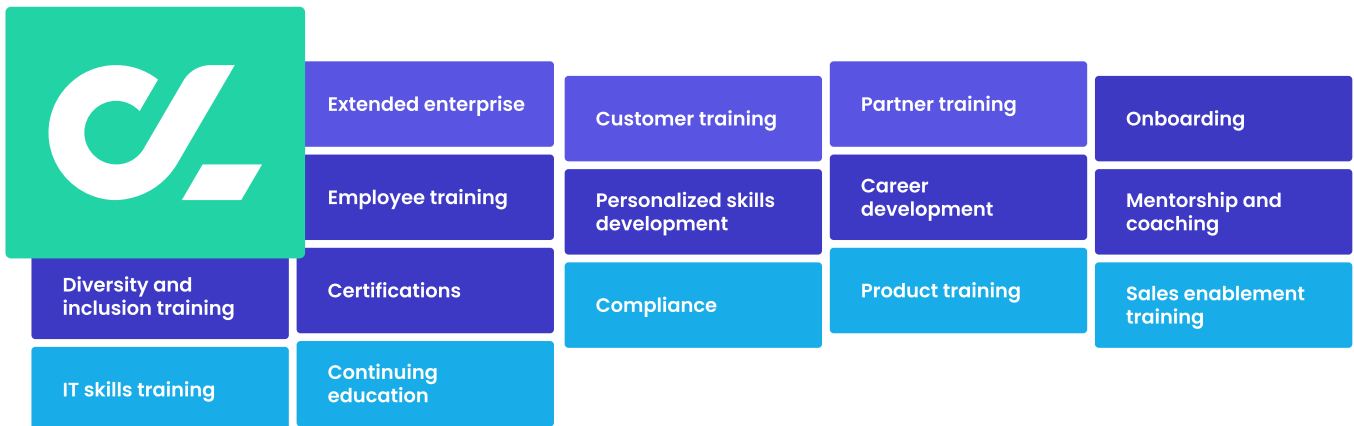 Extended enterprise
Customer training
Partner training
Onboarding
Employee training
Personalized skills
development
Career
development
Mentorship and
coaching
Diversity and
inclusion training
Certifications
Compliance
Product training
Sales enablement
training
IT skills training
Continuing
education